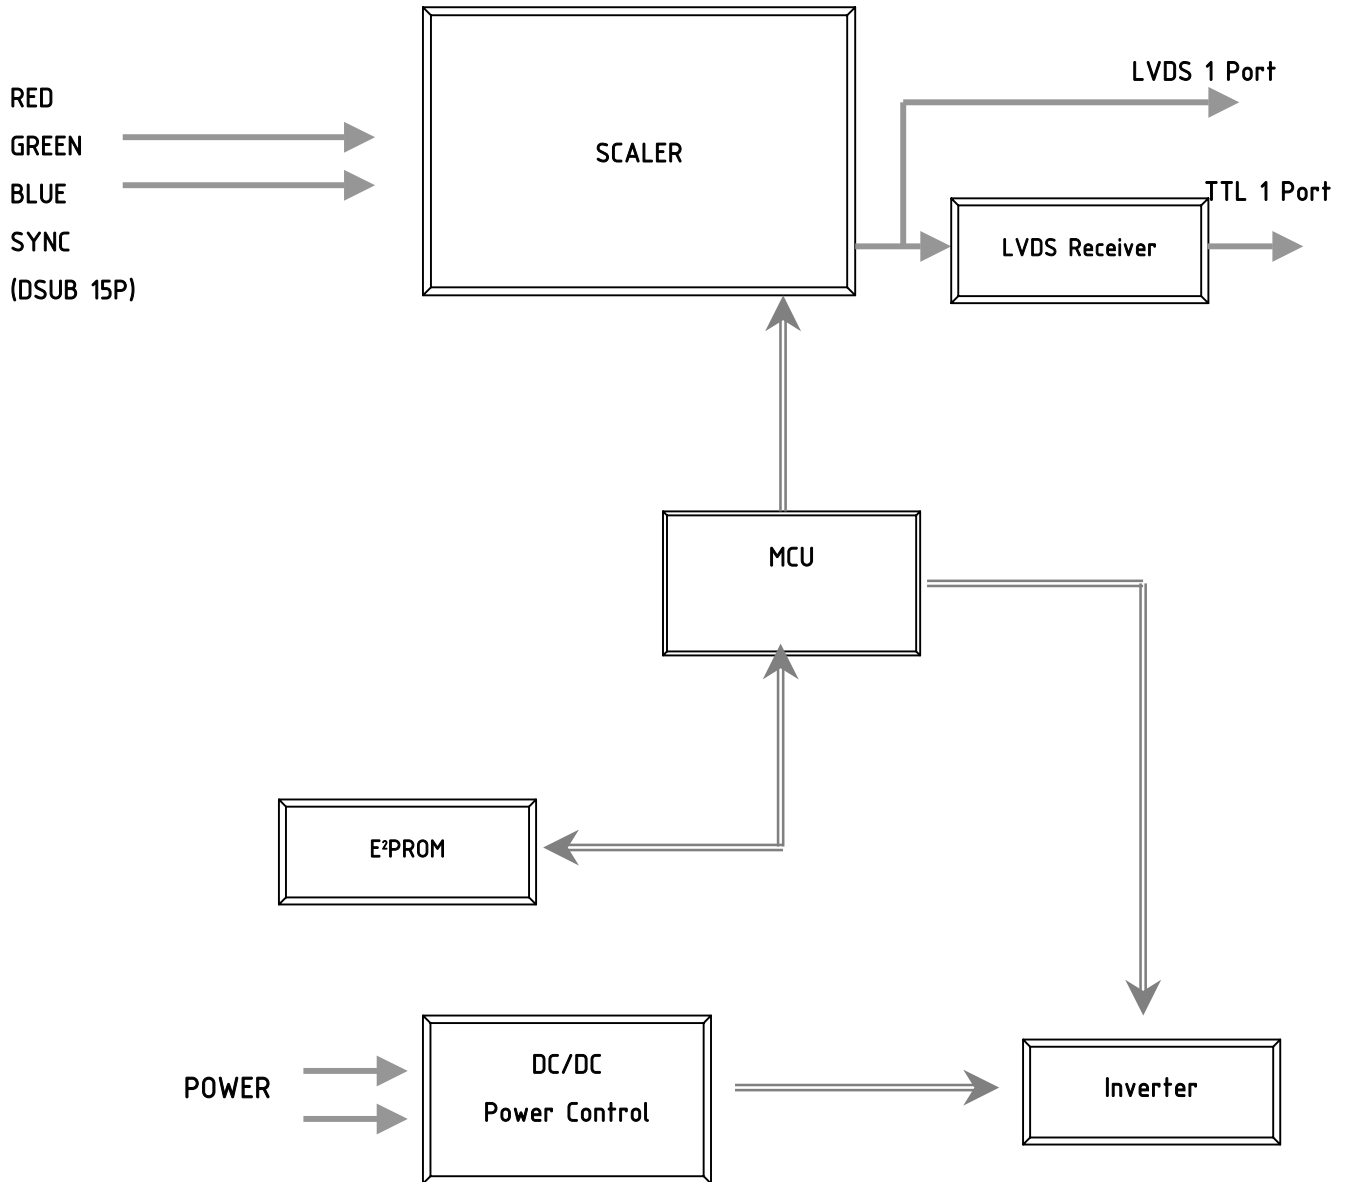 RED
GREEN
BLUE
SYNC
(DSUB 15P)
SCALER
LVDS 1 Port
TTL 1 Port
LVDS Receiver
MCU
E²PROM
POWER
DC/DC
Power Control
Inverter